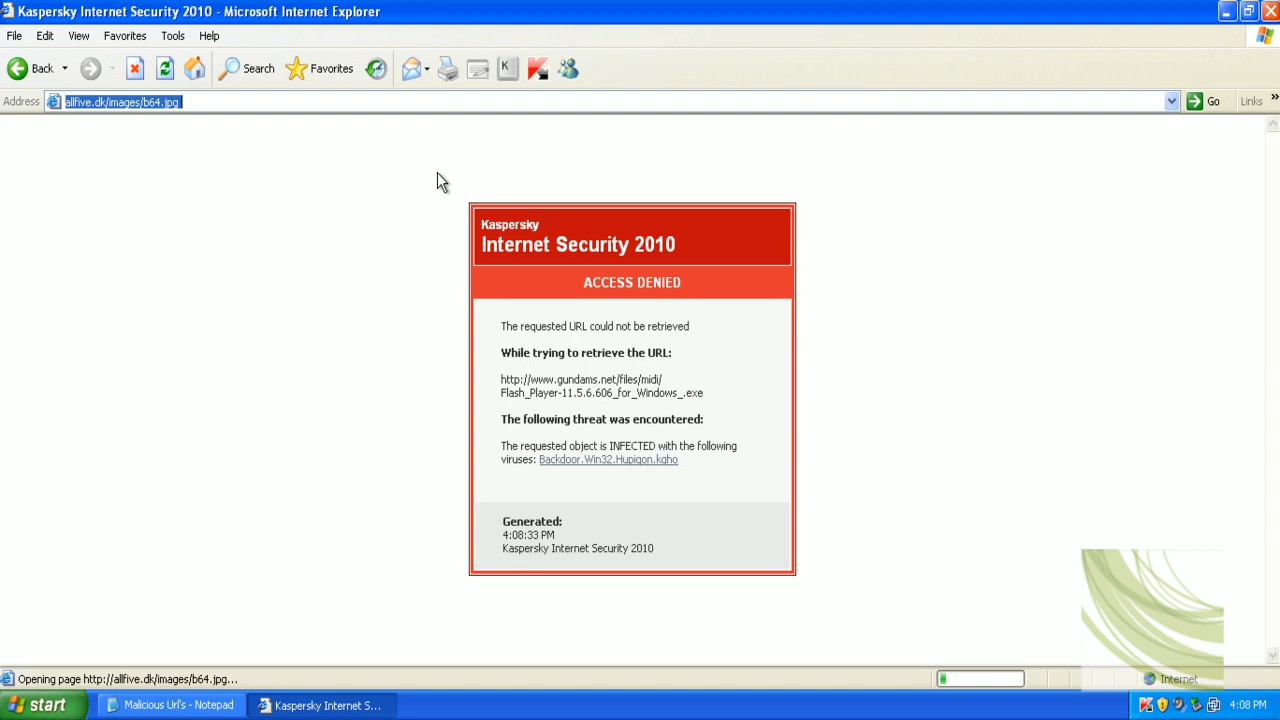 Kaspersky Internet Security 2010 - Microsoft Internet Explorer
File Edit View Favorites Tools Help
Back Search Favorites K
Address allfive.dk/images/b64.jpg Go Links »
Kaspersky
Internet Security 2010
ACCESS DENIED
The requested URL could not be retrieved
While trying to retrieve the URL:
http://www.gundams.net/files/midi/
Flash_Player-11.5.6.606_for_Windows_.exe
The following threat was encountered:
The requested object is INFECTED with the following
viruses: Backdoor.Win32.Hupigon.kgho
Generated:
4:08:33 PM
Kaspersky Internet Security 2010
Opening page http://allfive.dk/images/b64.jpg... Internet
start Malicious Url's - Notepad Kaspersky Internet S... 4:08 PM